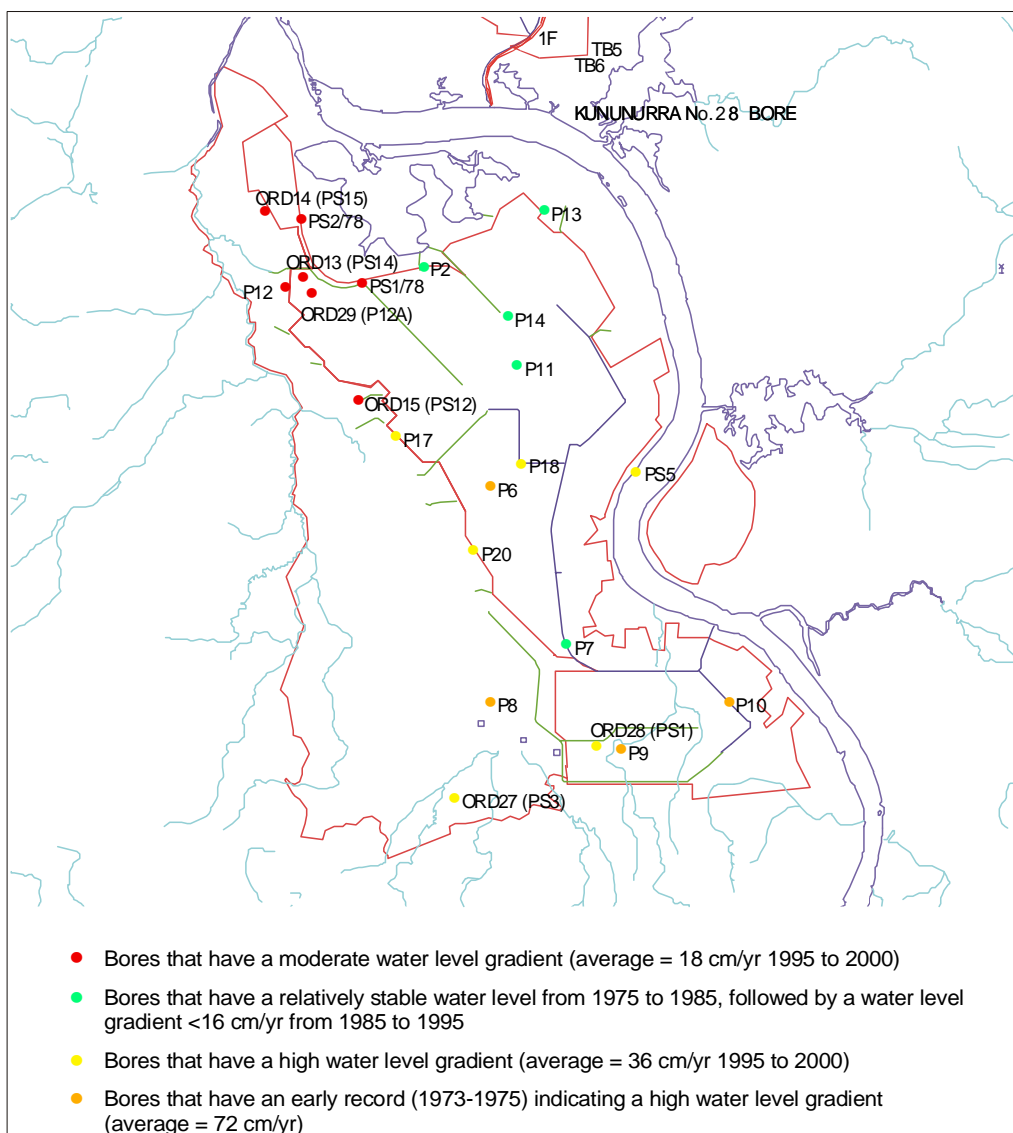 1F
TB5
TB6
KUNUNURRA No.28 BORE
ORD14 (PS15)
PS2/78
P13
ORD13 (PS14)
P2
P12
PS1/78
ORD29 (P12A)
P14
P11
ORD15 (PS12)
P17
P18
PS5
P6
P20
P7
P8
P10
ORD28 (PS1)
P9
ORD27 (PS3)
Bores that have a moderate water level gradient (average = 18 cm/yr 1995 to 2000)
Bores that have a relatively stable water level from 1975 to 1985, followed by a water level
gradient <16 cm/yr from 1985 to 1995
Bores that have a high water level gradient (average = 36 cm/yr 1995 to 2000)
Bores that have an early record (1973-1975) indicating a high water level gradient
(average = 72 cm/yr)